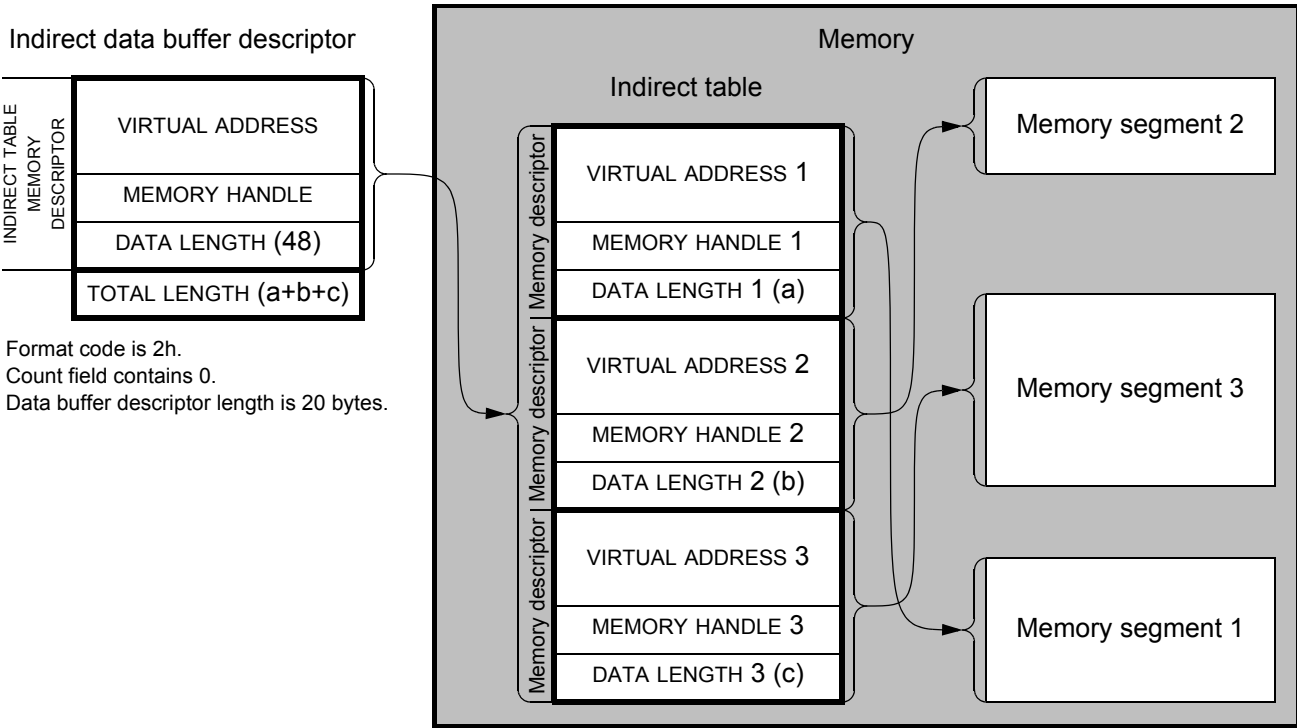 Indirect data buffer descriptor
INDIRECT TABLE
MEMORY
DESCRIPTOR
VIRTUAL ADDRESS
MEMORY HANDLE
DATA LENGTH (48)
TOTAL LENGTH (a+b+c)
Format code is 2h.
Count field contains 0.
Data buffer descriptor length is 20 bytes.
Memory
Indirect table
Memory descriptor
VIRTUAL ADDRESS 1
MEMORY HANDLE 1
DATA LENGTH 1 (a)
Memory descriptor
VIRTUAL ADDRESS 2
MEMORY HANDLE 2
DATA LENGTH 2 (b)
Memory descriptor
VIRTUAL ADDRESS 3
MEMORY HANDLE 3
DATA LENGTH 3 (c)
Memory segment 2
Memory segment 3
Memory segment 1